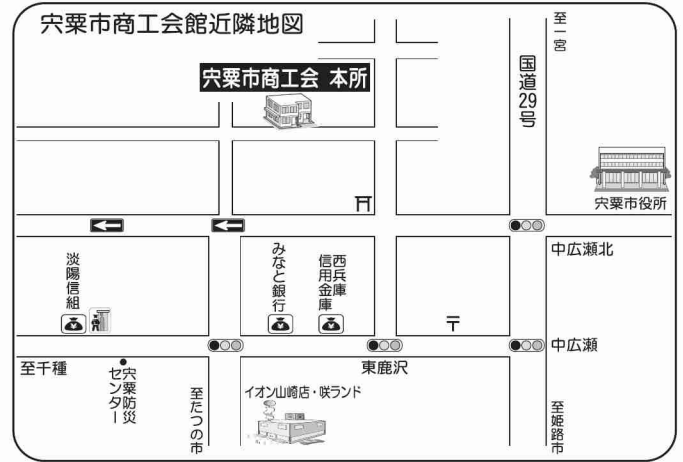 宍粟市商工会館近隣地図
至一宮
宍粟市商工会 本所
国道29号
宍粟市役所
中広瀬北
淡陽信組
みなと銀行
西兵庫
信用金庫
〒
至千種
宍粟防災
センター
至たつの市
東鹿沢
中広瀬
イオン山崎店・咲ランド
至姫路市